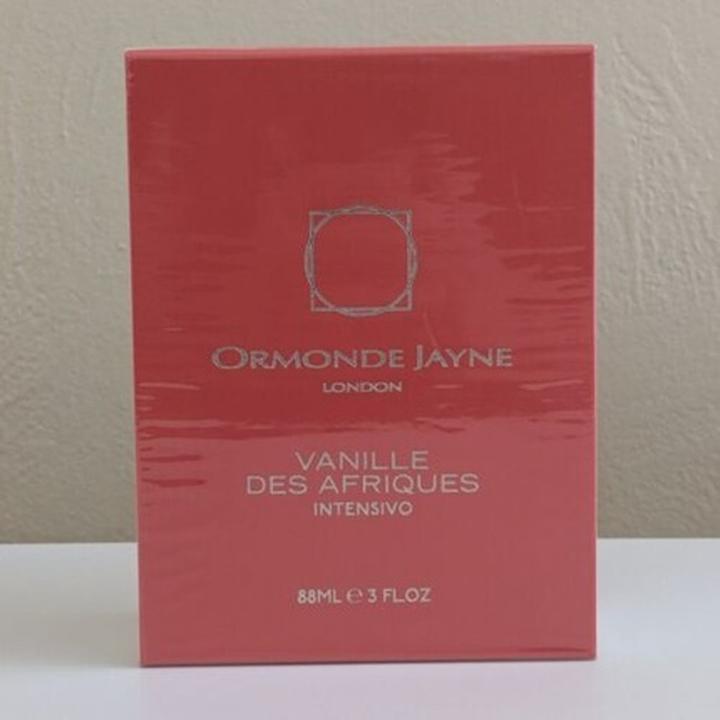 ORMONDE JAYNE
LONDON
VANILLE
DES AFRIQUES
INTENSIVO
88ML ℮ 3 FL.OZ